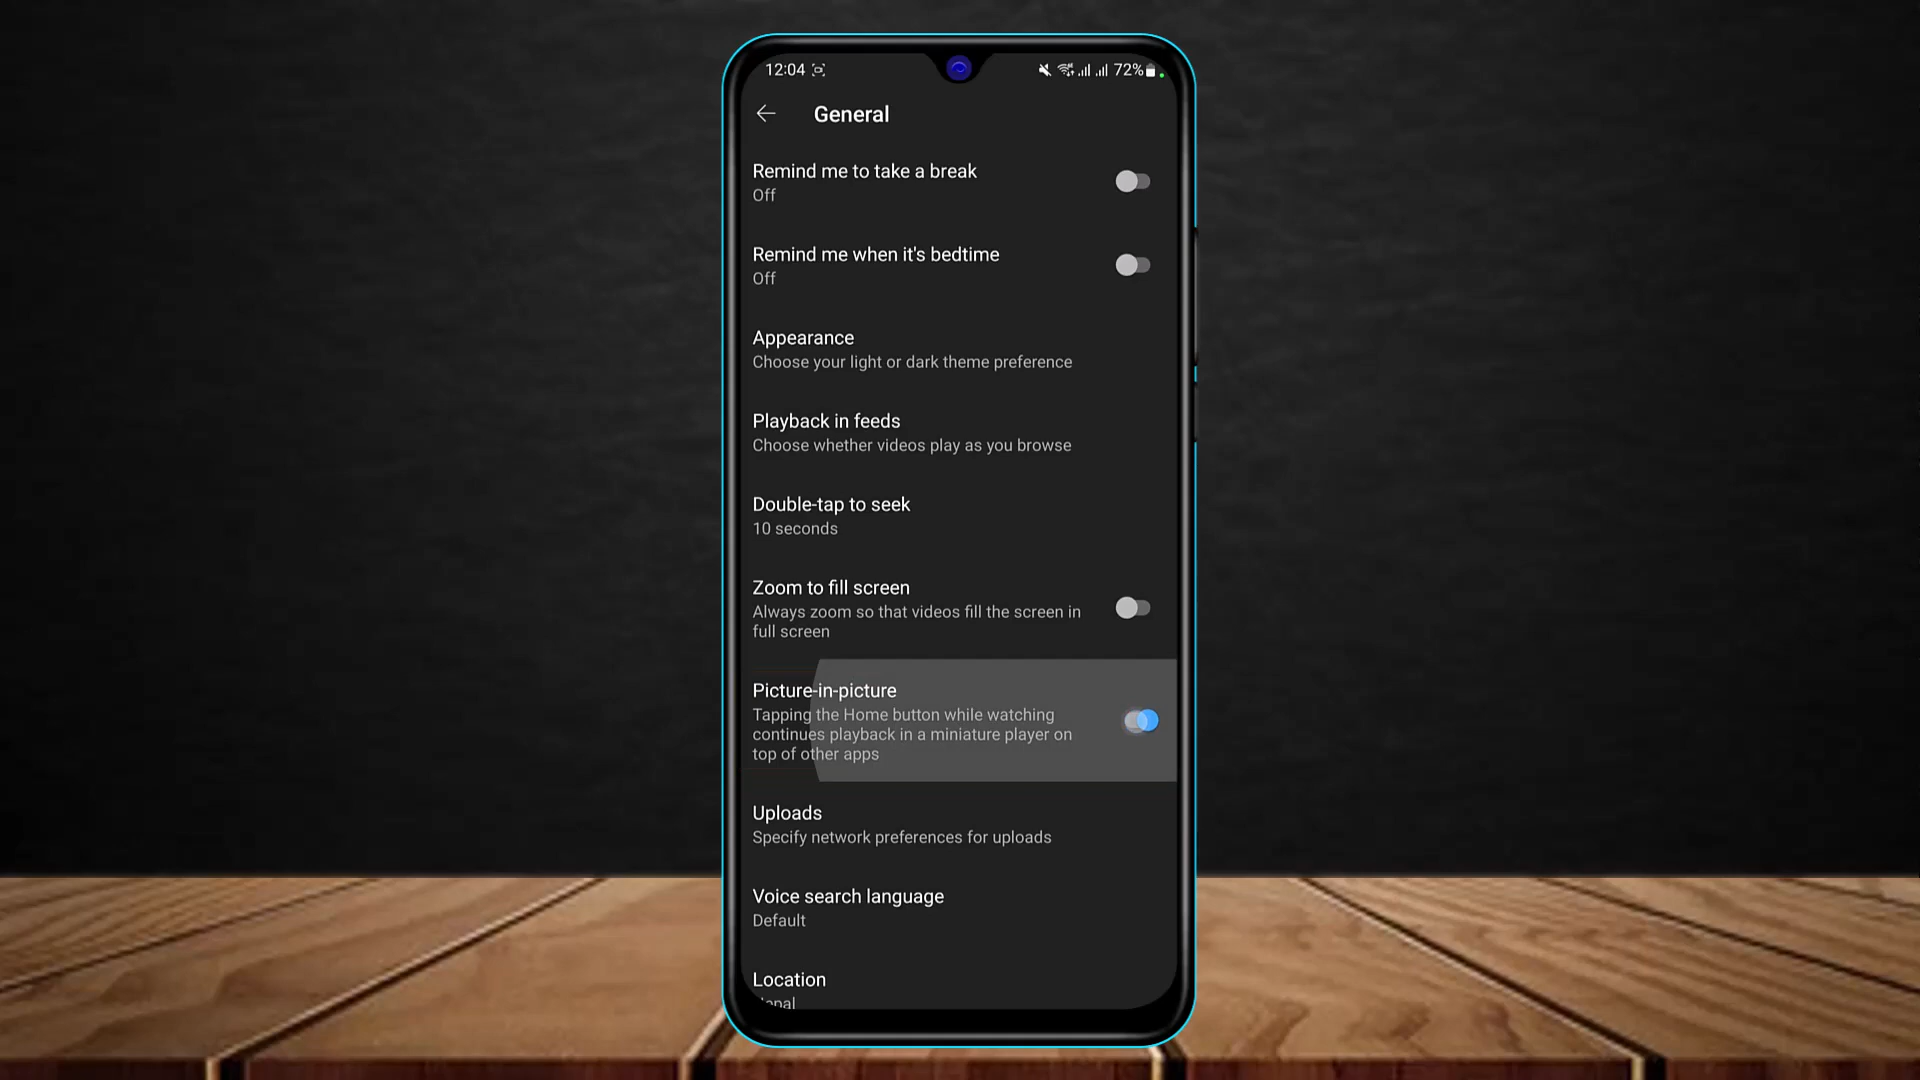 12:04
72%
General
Remind me to take a break
Off
Remind me when it's bedtime
Off
Appearance
Choose your light or dark theme preference
Playback in feeds
Choose whether videos play as you browse
Double-tap to seek
10 seconds
Zoom to fill screen
Always zoom so that videos fill the screen in
full screen
Picture-in-picture
Tapping the Home button while watching
continues playback in a miniature player on
top of other apps
Uploads
Specify network preferences for uploads
Voice search language
Default
Location